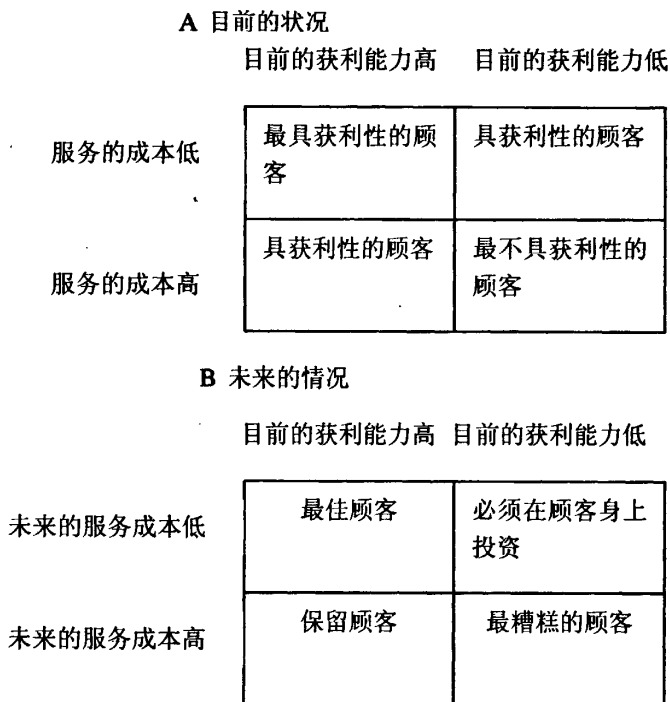 A 目前的状况
目前的获利能力高 目前的获利能力低
服务的成本低
最具获利性的顾
客
具获利性的顾客
服务的成本高
具获利性的顾客
最不具获利性的
顾客
B 未来的情况
目前的获利能力高 目前的获利能力低
未来的服务成本低
最佳顾客
必须在顾客身上
投资
未来的服务成本高
保留顾客
最糟糕的顾客